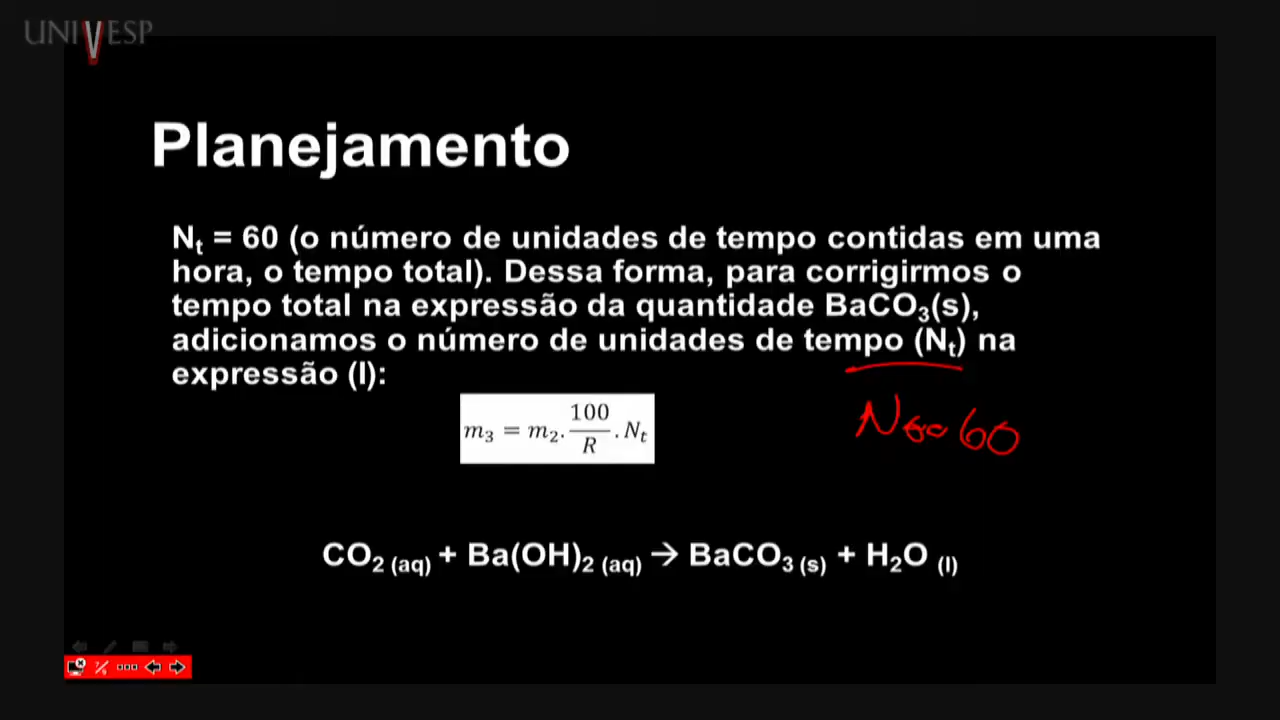 UNIVESP
Planejamento
Nt = 60 (o número de unidades de tempo contidas em uma
hora, o tempo total). Dessa forma, para corrigirmos o
tempo total na expressão da quantidade BaCO₃(s),
adicionamos o número de unidades de tempo (Nt) na
expressão (I):
m₃ = m₂. 100/R . Nt
Nt = 60
CO₂ (aq) + Ba(OH)₂ (aq) → BaCO₃ (s) + H₂O (l)